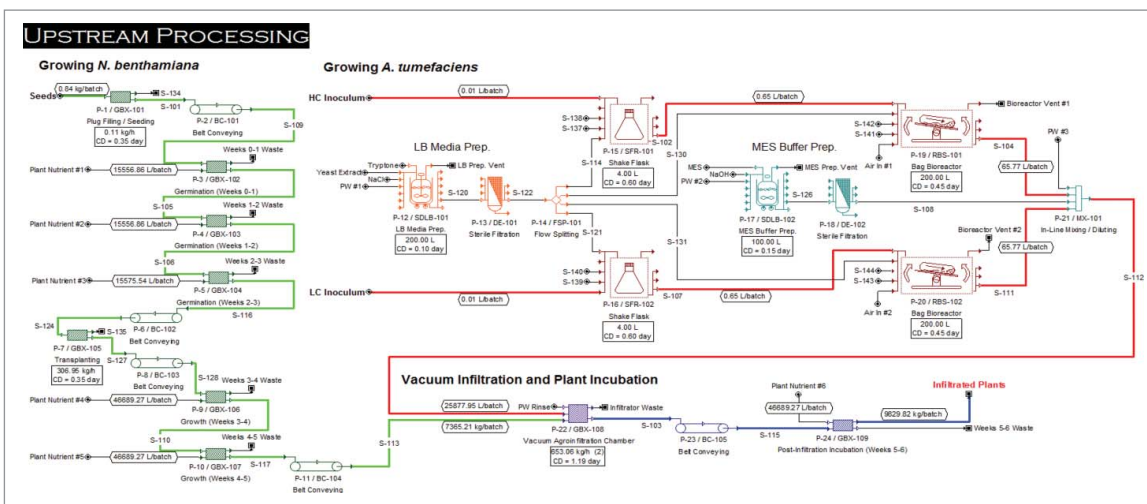 UPSTREAM PROCESSING
Growing N. benthamiana
Seeds
0.84 kg/batch
S-134
S-101
P-1 / GBX-101
Plug Filling / Seeding
0.11 kg/h
CD = 0.35 day
P-2 / BC-101
Belt Conveying
S-109
Weeks 0-1 Waste
Plant Nutrient #1
15556.86 L/batch
P-3 / GBX-102
Germination (Weeks 0-1)
S-105
Weeks 1-2 Waste
Plant Nutrient #2
15556.86 L/batch
P-4 / GBX-103
Germination (Weeks 1-2)
S-106
Weeks 2-3 Waste
Plant Nutrient #3
15575.54 L/batch
P-5 / GBX-104
Germination (Weeks 2-3)
S-116
P-6 / BC-102
Belt Conveying
S-124
S-135
P-7 / GBX-105
Transplanting
306.95 kg/h
CD = 0.35 day
S-127
P-8 / BC-103
Belt Conveying
S-128
Weeks 3-4 Waste
Plant Nutrient #4
46689.27 L/batch
P-9 / GBX-106
Growth (Weeks 3-4)
S-110
Weeks 4-5 Waste
Plant Nutrient #5
46689.27 L/batch
P-10 / GBX-107
Growth (Weeks 4-5)
S-117
P-11 / BC-104
Belt Conveying
S-113
Growing A. tumefaciens
HC Inoculum
0.01 L/batch
S-138
S-137
P-15 / SFR-101
Shake Flask
4.00 L
CD = 0.60 day
S-102
S-114
LB Media Prep.
Tryptone
Yeast Extract
NaCl
PW #1
LB Prep. Vent
P-12 / SDLB-101
LB Media Prep.
200.00 L
CD = 0.10 day
S-120
P-13 / DE-101
Sterile Filtration
S-122
P-14 / FSP-101
Flow Splitting
S-121
S-130
S-131
S-140
S-139
LC Inoculum
0.01 L/batch
P-16 / SFR-102
Shake Flask
4.00 L
CD = 0.60 day
S-107
0.65 L/batch
0.65 L/batch
MES Buffer Prep.
MES
NaOH
PW #2
MES Prep. Vent
P-17 / SDLB-102
MES Buffer Prep.
100.00 L
CD = 0.15 day
S-126
P-18 / DE-102
Sterile Filtration
S-108
S-142
S-141
Air In #1
Bioreactor Vent #1
P-19 / RBS-101
Bag Bioreactor
200.00 L
CD = 0.45 day
S-104
65.77 L/batch
PW #3
P-21 / MX-101
In-Line Mixing / Diluting
Bioreactor Vent #2
65.77 L/batch
S-144
S-143
Air In #2
P-20 / RBS-102
Bag Bioreactor
200.00 L
CD = 0.45 day
S-111
S-112
Vacuum Infiltration and Plant Incubation
25877.95 L/batch
7365.21 kg/batch
PW Rinse
Infiltrator Waste
P-22 / GBX-108
Vacuum Agroinfiltration Chamber
653.06 kg/h (2)
CD = 1.19 day
S-103
P-23 / BC-105
Belt Conveying
S-115
Plant Nutrient #6
46689.27 L/batch
P-24 / GBX-109
Post-Infiltration Incubation (Weeks 5-6)
9829.82 kg/batch
Infiltrated Plants
Weeks 5-6 Waste